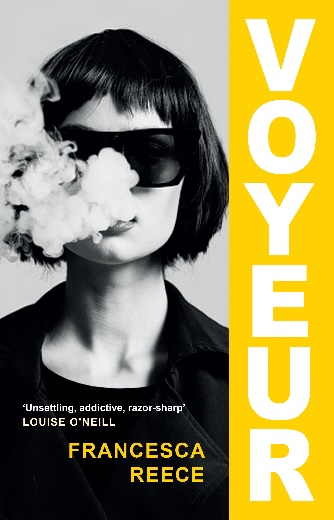 VOYEUR
‘Unsettling, addictive, razor-sharp’
LOUISE O'NEILL
FRANCESCA
REECE